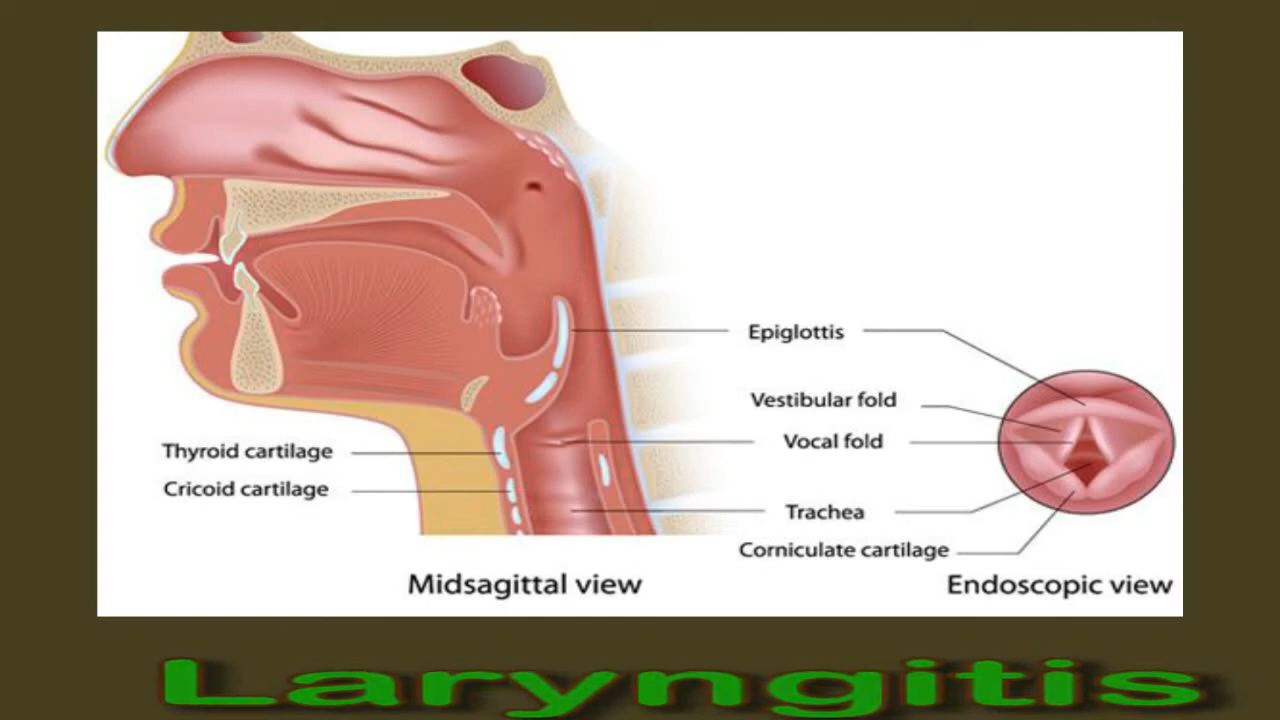 Epiglottis
Vestibular fold
Vocal fold
Thyroid cartilage
Cricoid cartilage
Trachea
Corniculate cartilage
Midsagittal view
Endoscopic view
Laryngitis